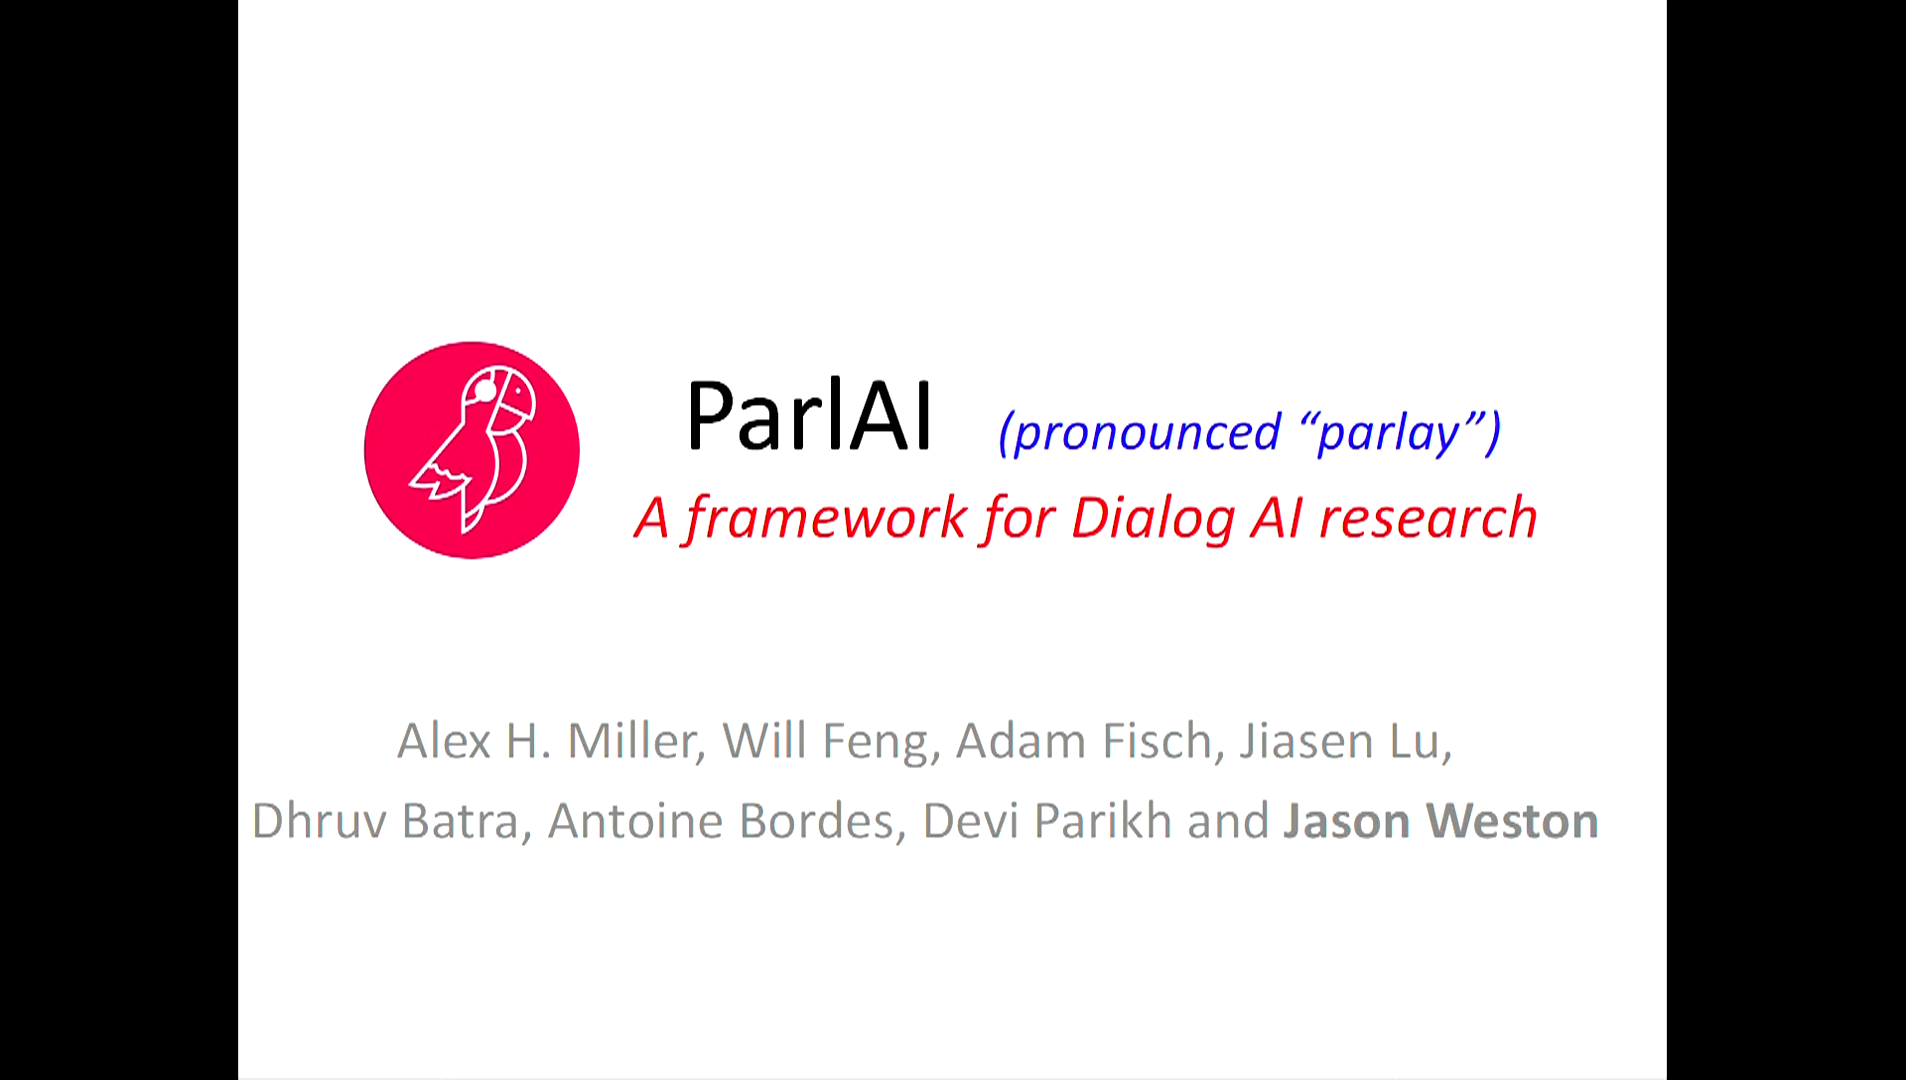 ParlAI (pronounced “parlay”)
A framework for Dialog AI research
Alex H. Miller, Will Feng, Adam Fisch, Jiasen Lu,
Dhruv Batra, Antoine Bordes, Devi Parikh and Jason Weston